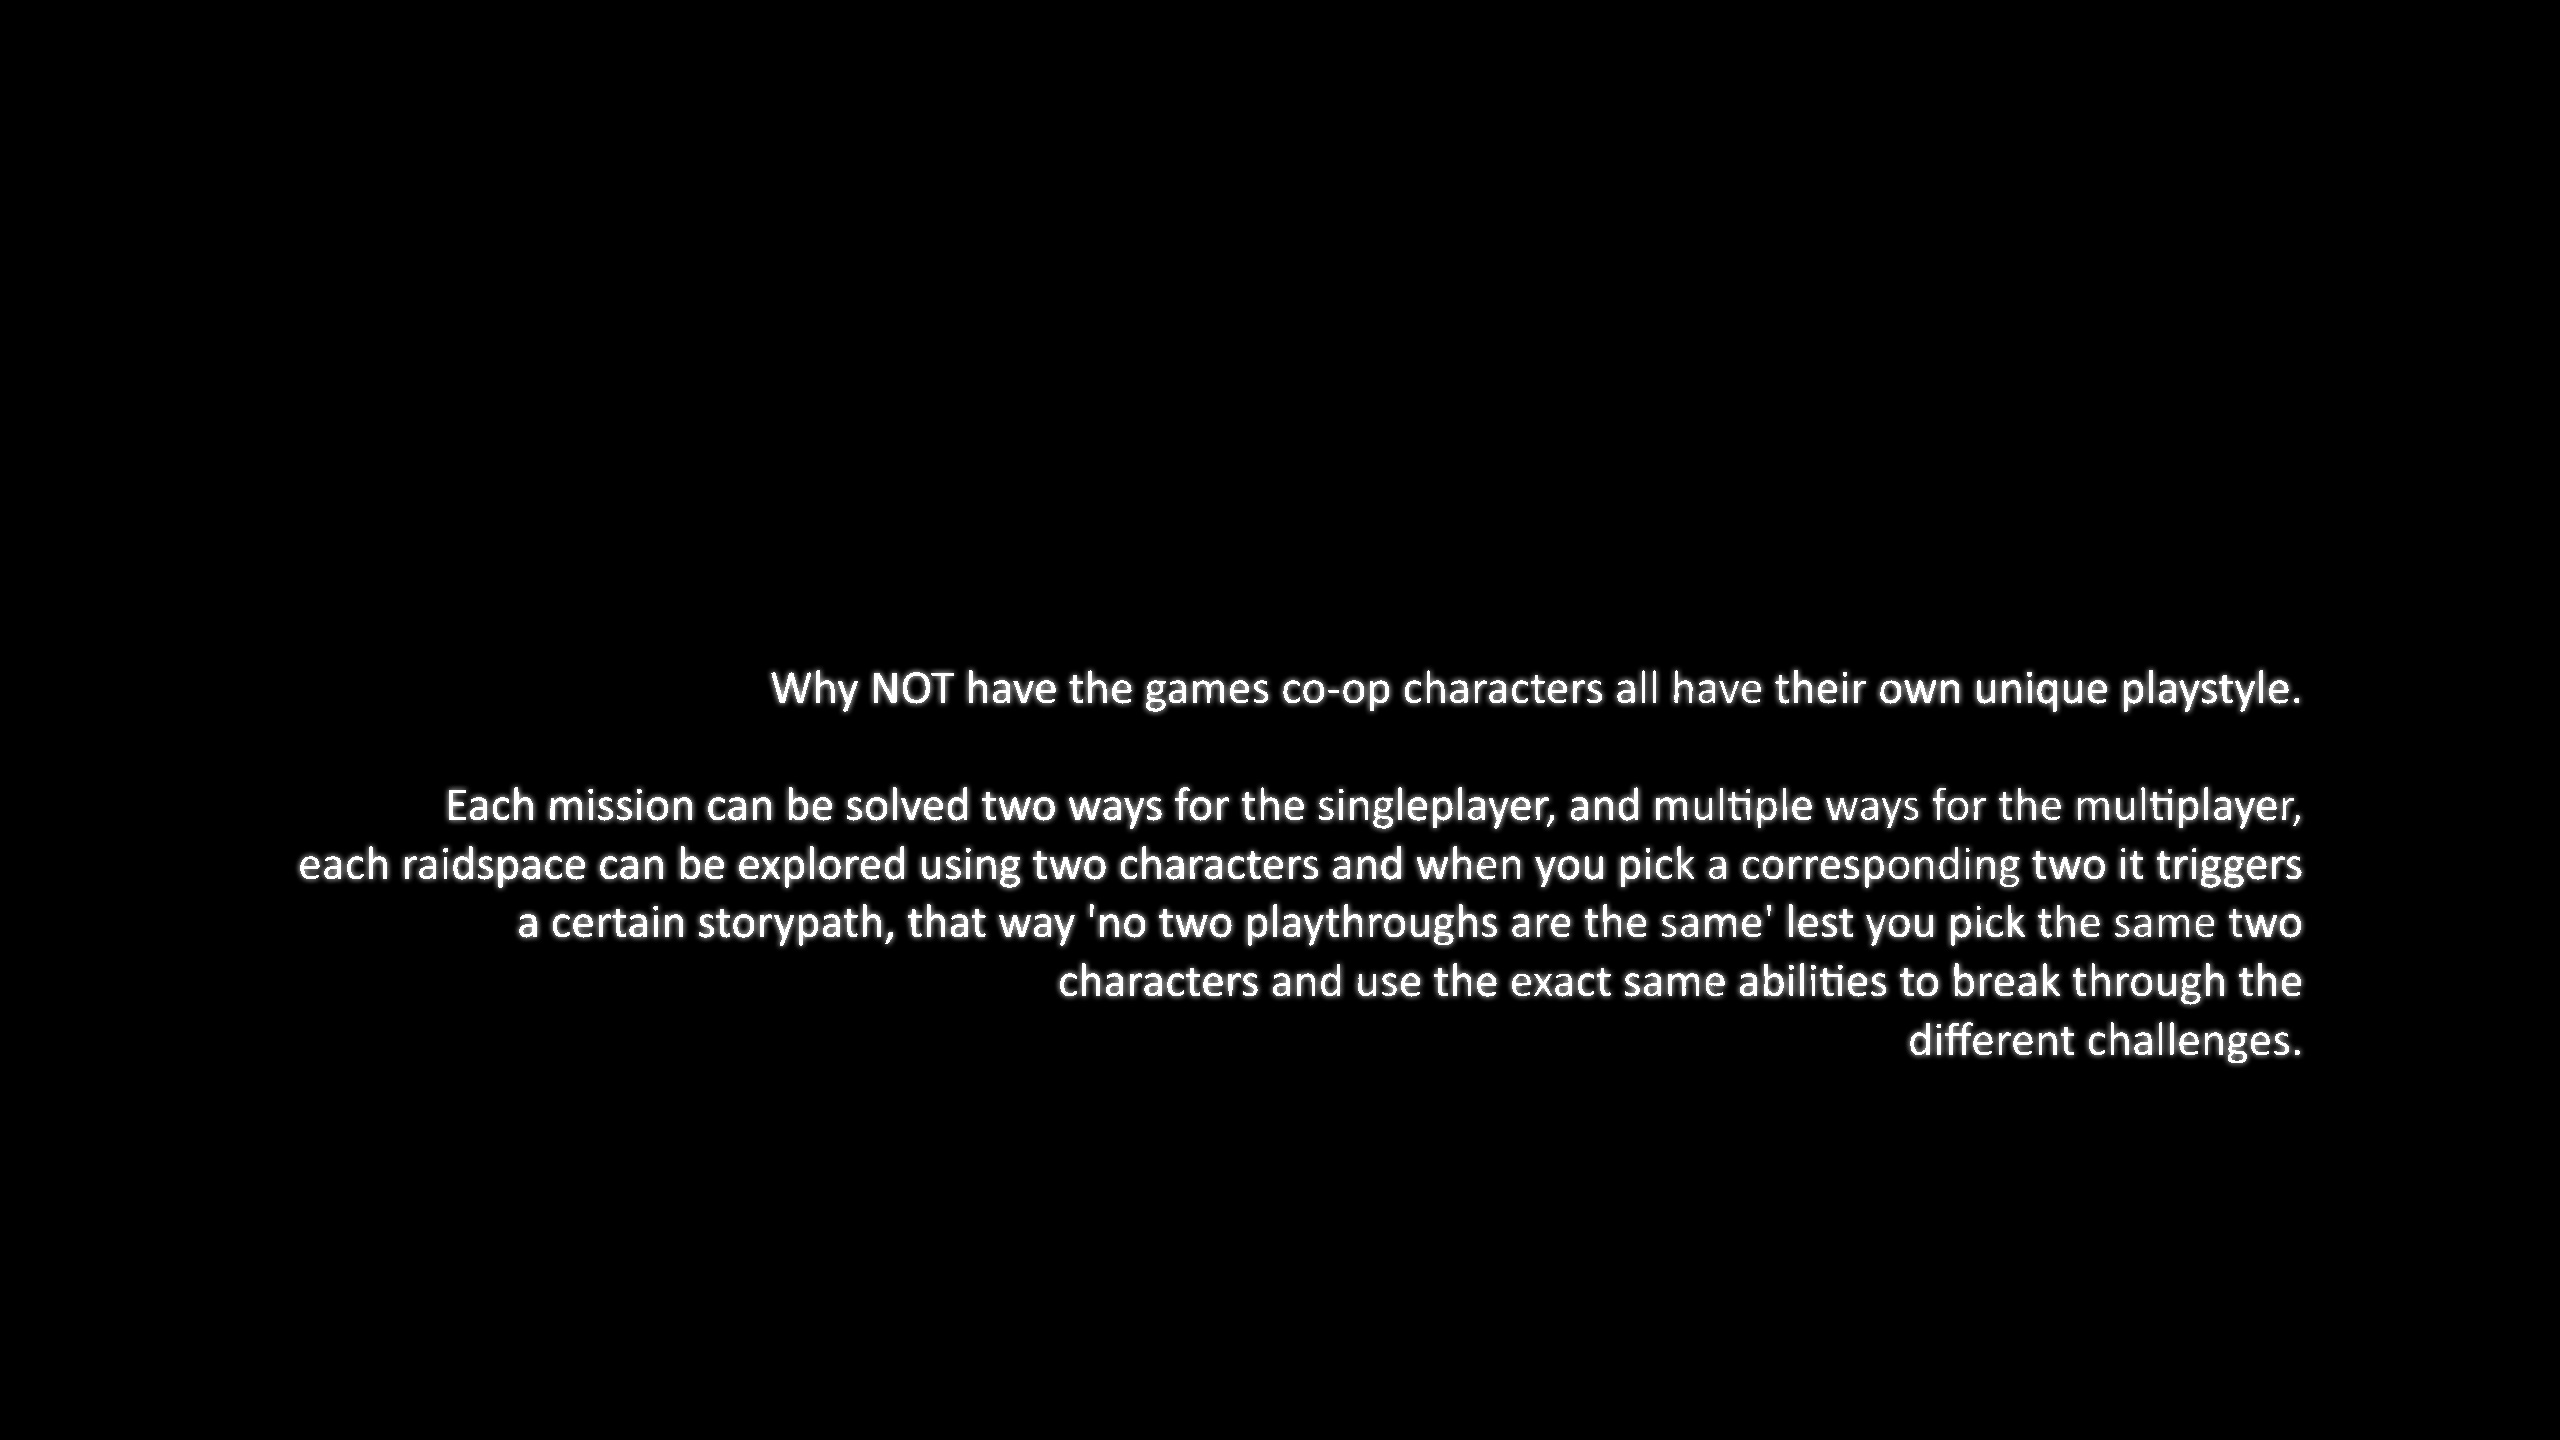 Why NOT have the games co-op characters all have their own unique playstyle.
Each mission can be solved two ways for the singleplayer, and multiple ways for the multiplayer,
each raidspace can be explored using two characters and when you pick a corresponding two it triggers
a certain storypath, that way 'no two playthroughs are the same' lest you pick the same two
characters and use the exact same abilities to break through the
different challenges.